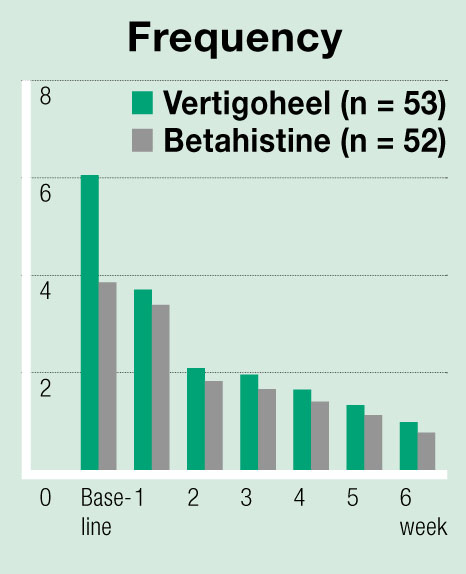 Frequency
8
Vertigoheel (n = 53)
Betahistine (n = 52)
6
4
2
0 Base- 1 2 3 4 5 6
line week